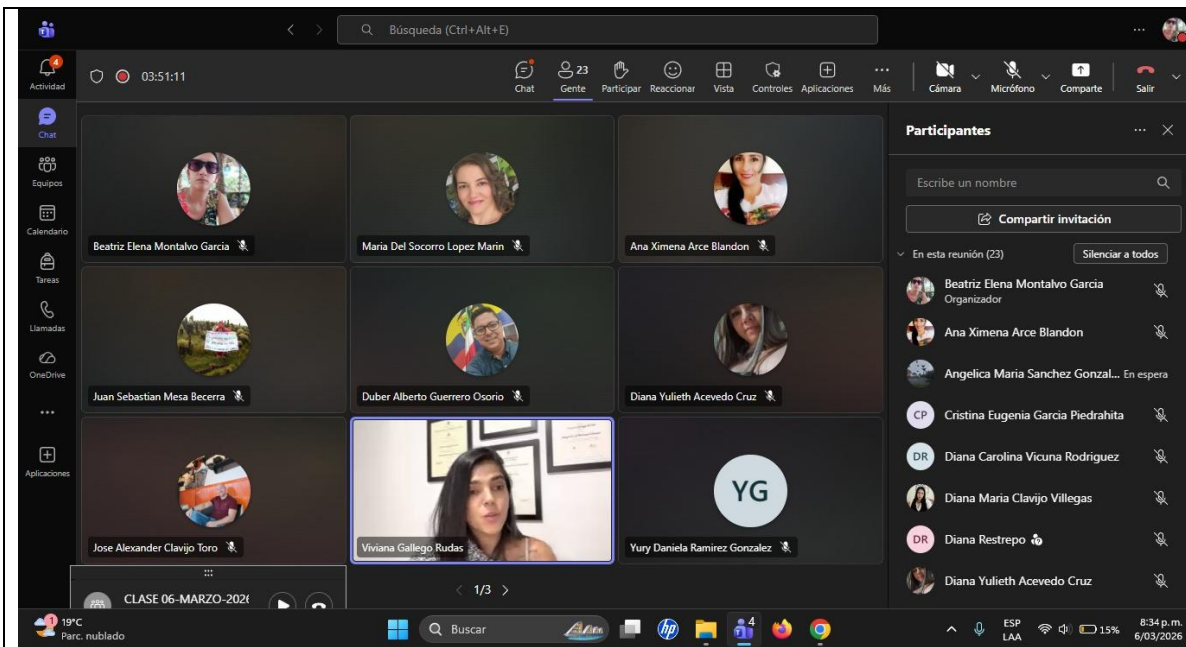 Búsqueda (Ctrl+Alt+E)
4
Actividad
03:51:11
Chat
23
Gente
Participar
Reaccionar
Vista
Controles
Aplicaciones
Más
Cámara
Micrófono
Comparte
Salir
Chat
Equipos
Calendario
Tareas
Llamadas
OneDrive
Aplicaciones
Beatriz Elena Montalvo Garcia
Maria Del Socorro Lopez Marin
Ana Ximena Arce Blandon
Juan Sebastian Mesa Becerra
Duber Alberto Guerrero Osorio
Diana Yulieth Acevedo Cruz
Jose Alexander Clavijo Toro
Viviana Gallego Rudas
YG
Yury Daniela Ramirez Gonzalez
1/3
CLASE 06-MARZO-2026
Participantes
Escribe un nombre
Compartir invitación
En esta reunión (23)
Silenciar a todos
Beatriz Elena Montalvo Garcia
Organizador
Ana Ximena Arce Blandon
Angelica Maria Sanchez Gonzal... En espera
CP Cristina Eugenia Garcia Piedrahita
DR Diana Carolina Vicuna Rodriguez
Diana Maria Clavijo Villegas
DR Diana Restrepo
Diana Yulieth Acevedo Cruz
1
19°C
Parc. nublado
Buscar
4
ESP
LAA
15%
8:34 p.m.
6/03/2026